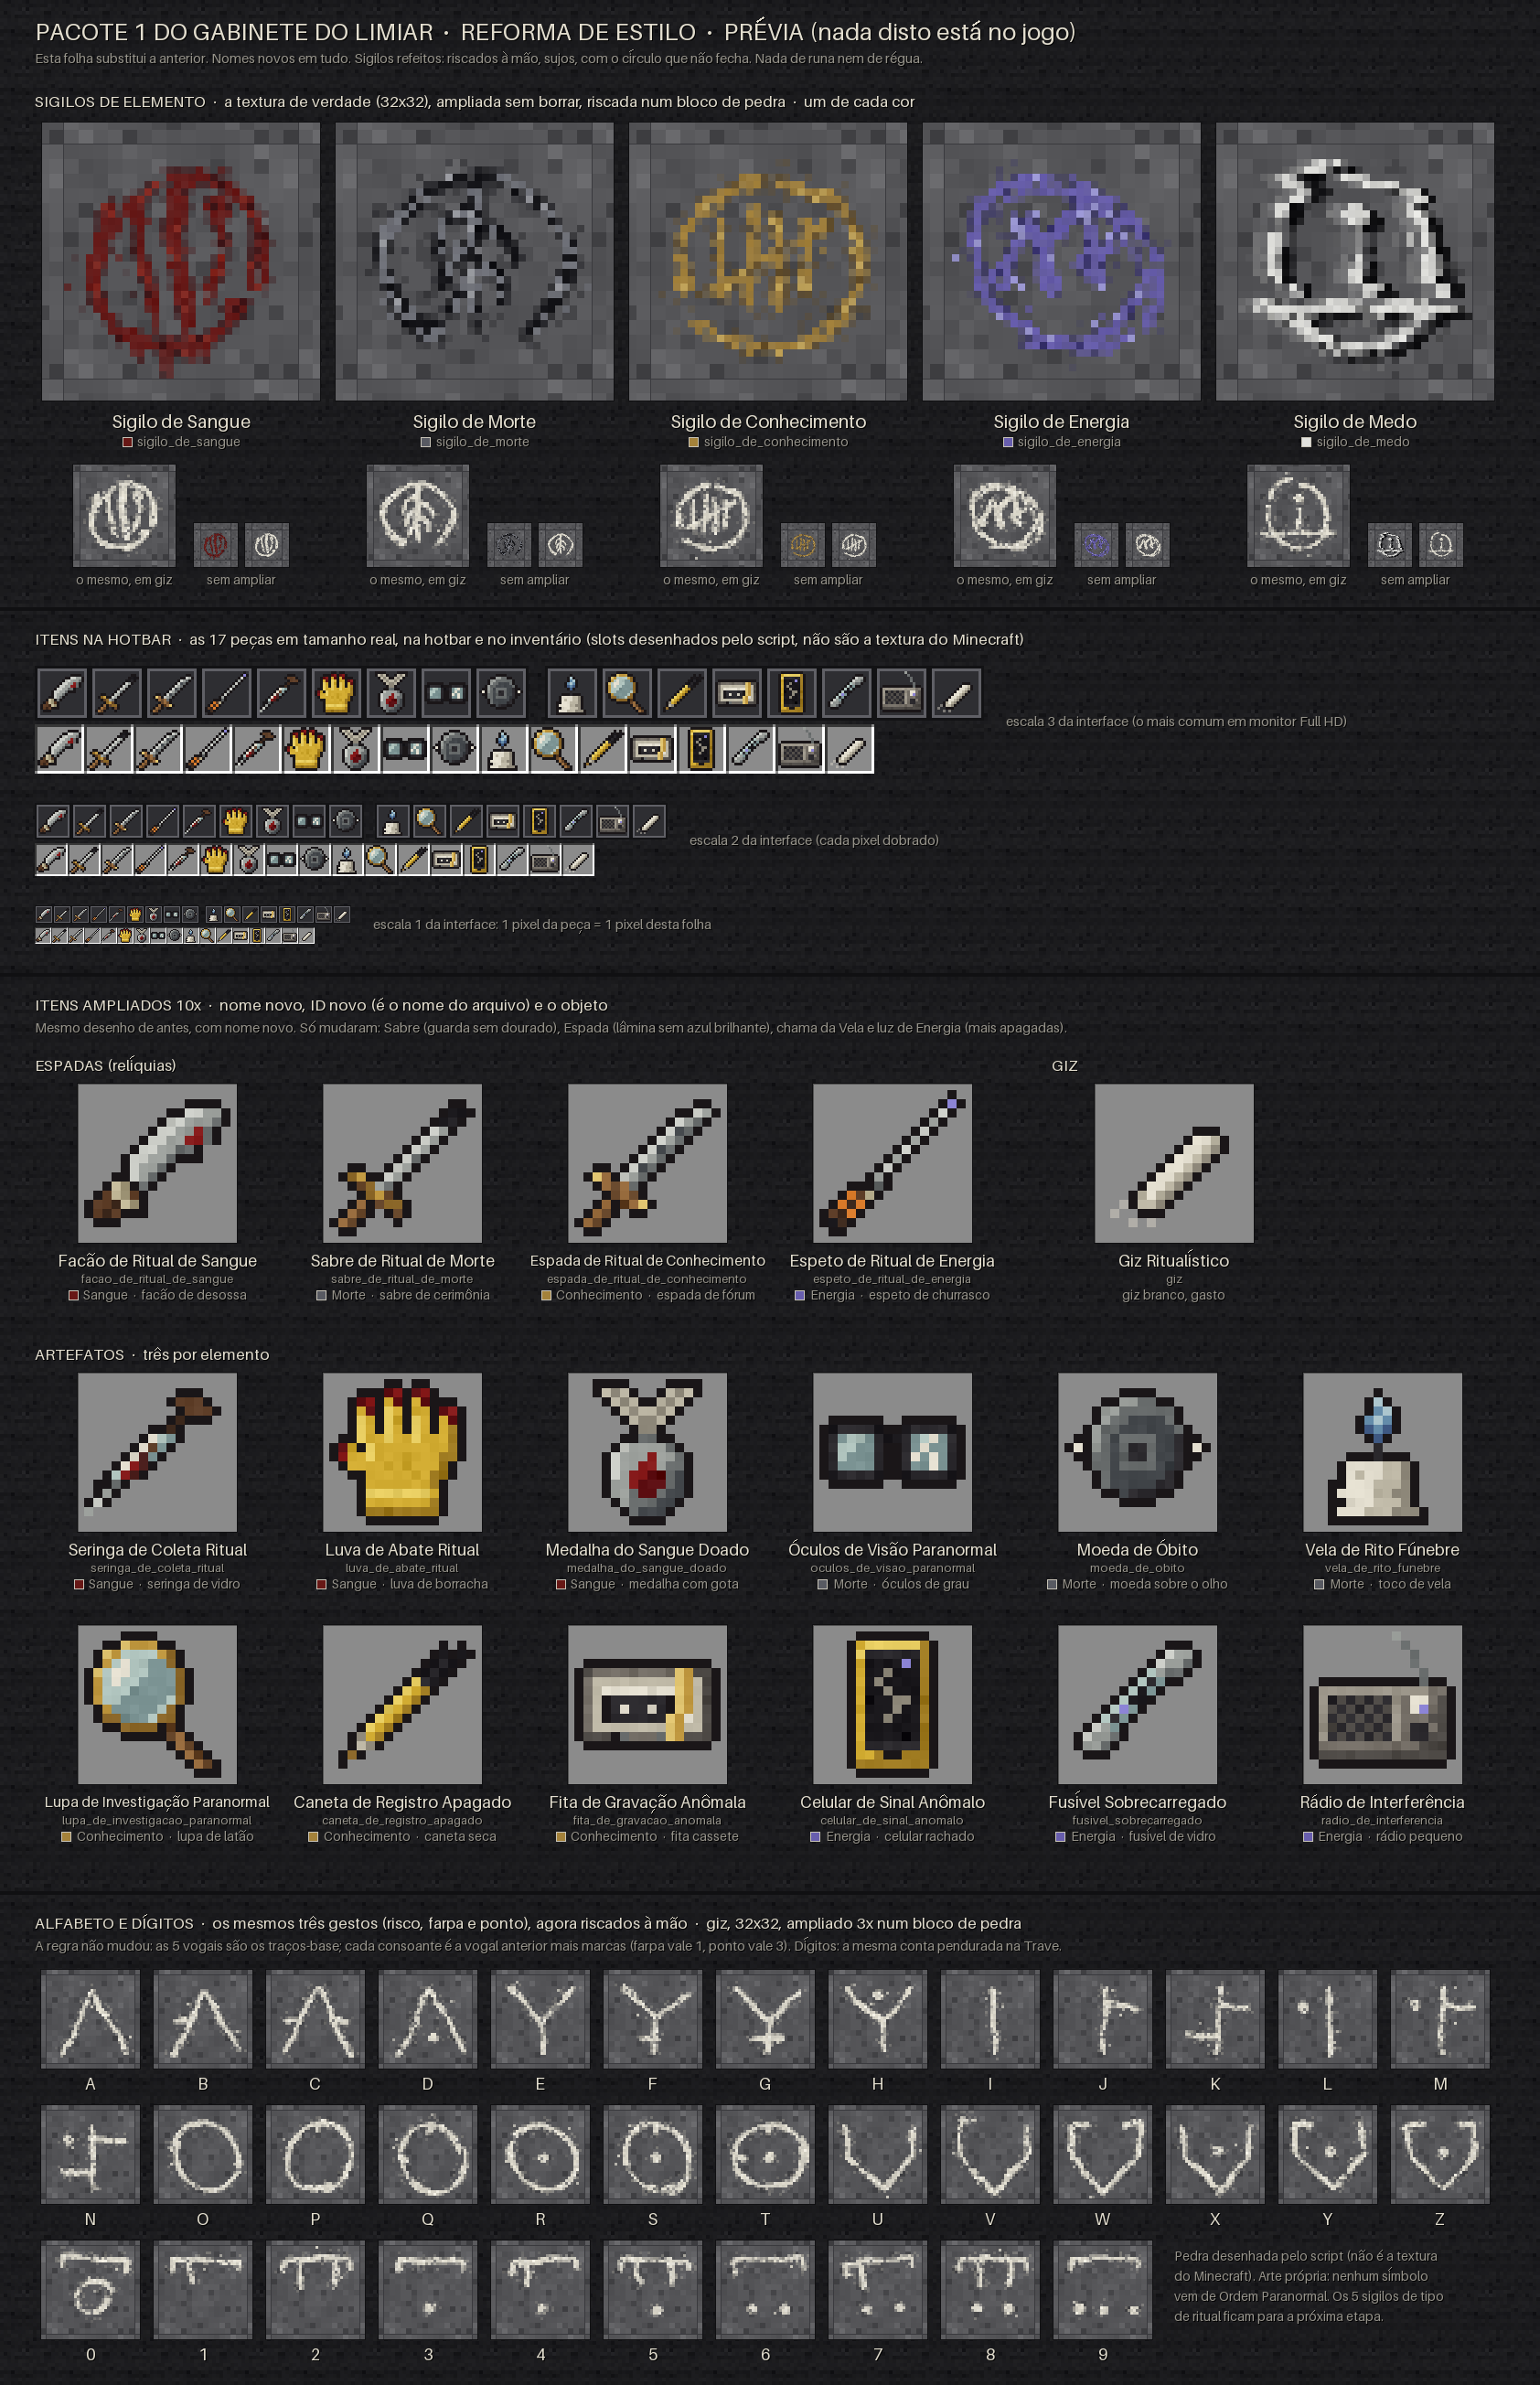 PACOTE 1 DO GABINETE DO LIMIAR · REFORMA DE ESTILO · PRÉVIA (nada disto está no jogo)
Esta folha substitui a anterior. Nomes novos em tudo. Sigilos refeitos: riscados à mão, sujos, com o círculo que não fecha. Nada de runa nem de régua.
SIGILOS DE ELEMENTO · a textura de verdade (32x32), ampliada sem borrar, riscada num bloco de pedra · um de cada cor
Sigilo de Sangue Sigilo de Morte Sigilo de Conhecimento Sigilo de Energia Sigilo de Medo
sigilo_de_sangue sigilo_de_morte sigilo_de_conhecimento sigilo_de_energia sigilo_de_medo
o mesmo, em giz sem ampliar o mesmo, em giz sem ampliar o mesmo, em giz sem ampliar o mesmo, em giz sem ampliar o mesmo, em giz sem ampliar
ITENS NA HOTBAR · as 17 peças em tamanho real, na hotbar e no inventário (slots desenhados pelo script, não são a textura do Minecraft)
escala 3 da interface (o mais comum em monitor Full HD)
escala 2 da interface (cada pixel dobrado)
escala 1 da interface: 1 pixel da peça = 1 pixel desta folha
ITENS AMPLIADOS 10x · nome novo, ID novo (é o nome do arquivo) e o objeto
Mesmo desenho de antes, com nome novo. Só mudaram: Sabre (guarda sem dourado), Espada (lâmina sem azul brilhante), chama da Vela e luz de Energia (mais apagadas).
ESPADAS (relíquias) GIZ
Facão de Ritual de Sangue Sabre de Ritual de Morte Espada de Ritual de Conhecimento Espeto de Ritual de Energia Giz Ritualístico
facao_de_ritual_de_sangue sabre_de_ritual_de_morte espada_de_ritual_de_conhecimento espeto_de_ritual_de_energia giz
Sangue · facão de desossa Morte · sabre de cerimônia Conhecimento · espada de fórum Energia · espeto de churrasco giz branco, gasto
ARTEFATOS · três por elemento
Seringa de Coleta Ritual Luva de Abate Ritual Medalha do Sangue Doado Óculos de Visão Paranormal Moeda de Óbito Vela de Rito Fúnebre
seringa_de_coleta_ritual luva_de_abate_ritual medalha_do_sangue_doado oculos_de_visao_paranormal moeda_de_obito vela_de_rito_funebre
Sangue · seringa de vidro Sangue · luva de borracha Sangue · medalha com gota Morte · óculos de grau Morte · moeda sobre o olho Morte · toco de vela
Lupa de Investigação Paranormal Caneta de Registro Apagado Fita de Gravação Anômala Celular de Sinal Anômalo Fusível Sobrecarregado Rádio de Interferência
lupa_de_investigacao_paranormal caneta_de_registro_apagado fita_de_gravacao_anomala celular_de_sinal_anomalo fusivel_sobrecarregado radio_de_interferencia
Conhecimento · lupa de latão Conhecimento · caneta seca Conhecimento · fita cassete Energia · celular rachado Energia · fusível de vidro Energia · rádio pequeno
ALFABETO E DÍGITOS · os mesmos três gestos (risco, farpa e ponto), agora riscados à mão · giz, 32x32, ampliado 3x num bloco de pedra
A regra não mudou: as 5 vogais são os traços-base; cada consoante é a vogal anterior mais marcas (farpa vale 1, ponto vale 3). Dígitos: a mesma conta pendurada na Trave.
A B C D E F G H I J K L M
N O P Q R S T U V W X Y Z
Pedra desenhada pelo script (não é a textura
do Minecraft). Arte própria: nenhum símbolo
vem de Ordem Paranormal. Os 5 sigilos de tipo
de ritual ficam para a próxima etapa.
0 1 2 3 4 5 6 7 8 9